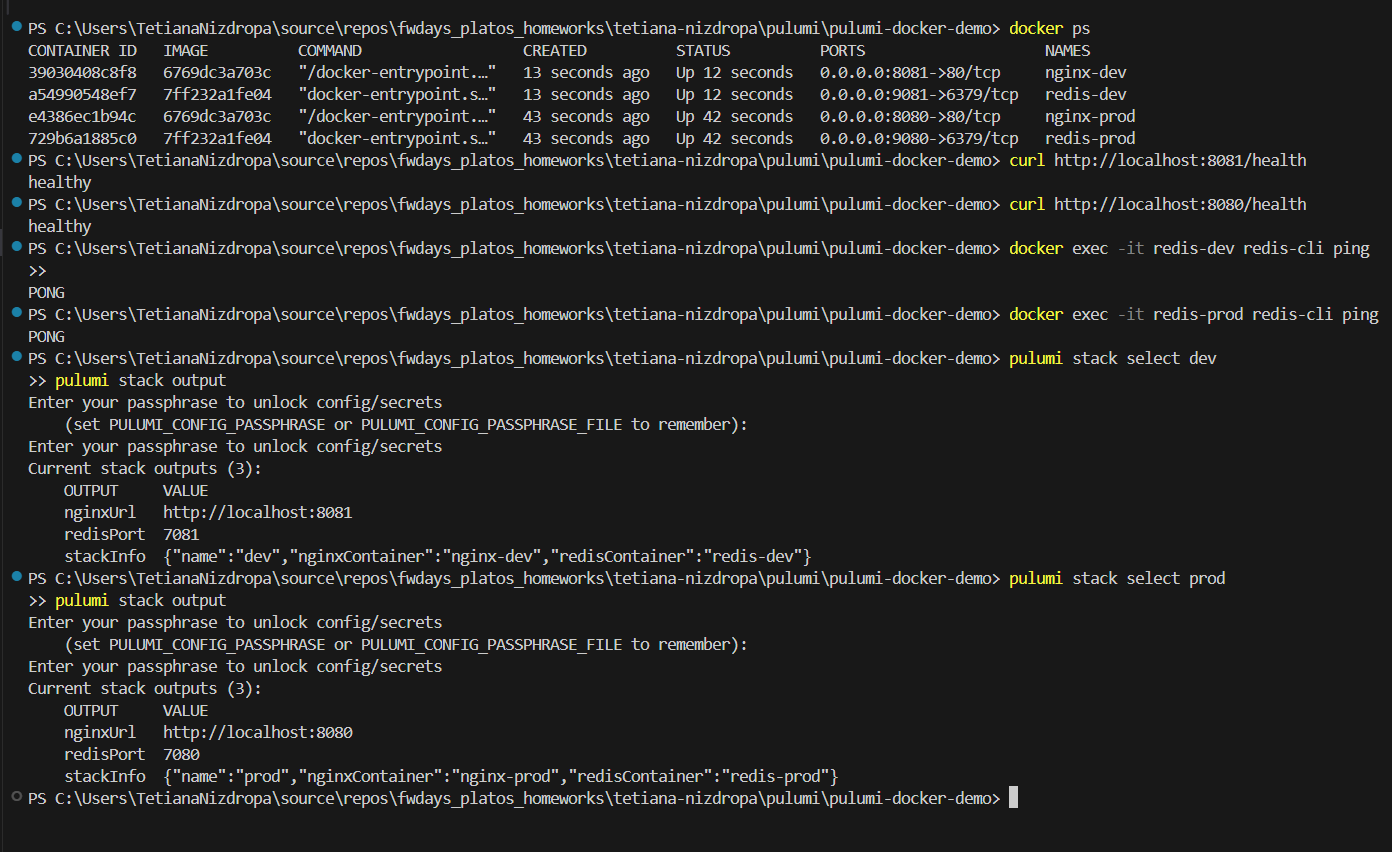 PS C:\Users\TetianaNizdropa\source\repos\fwdays_platos_homeworks\tetiana-nizdropa\pulumi\pulumi-docker-demo> docker ps
CONTAINER ID   IMAGE          COMMAND                  CREATED          STATUS          PORTS                    NAMES
39030408c8f8   6769dc3a703c   "/docker-entrypoint.…"   13 seconds ago   Up 12 seconds   0.0.0.0:8081->80/tcp     nginx-dev
a54990548ef7   7ff232a1fe04   "docker-entrypoint.s…"   13 seconds ago   Up 12 seconds   0.0.0.0:9081->6379/tcp   redis-dev
e4386ec1b94c   6769dc3a703c   "/docker-entrypoint.…"   43 seconds ago   Up 42 seconds   0.0.0.0:8080->80/tcp     nginx-prod
729b6a1885c0   7ff232a1fe04   "docker-entrypoint.s…"   43 seconds ago   Up 42 seconds   0.0.0.0:9080->6379/tcp   redis-prod
PS C:\Users\TetianaNizdropa\source\repos\fwdays_platos_homeworks\tetiana-nizdropa\pulumi\pulumi-docker-demo> curl http://localhost:8081/health
healthy
PS C:\Users\TetianaNizdropa\source\repos\fwdays_platos_homeworks\tetiana-nizdropa\pulumi\pulumi-docker-demo> curl http://localhost:8080/health
healthy
PS C:\Users\TetianaNizdropa\source\repos\fwdays_platos_homeworks\tetiana-nizdropa\pulumi\pulumi-docker-demo> docker exec -it redis-dev redis-cli ping
>>
PONG
PS C:\Users\TetianaNizdropa\source\repos\fwdays_platos_homeworks\tetiana-nizdropa\pulumi\pulumi-docker-demo> docker exec -it redis-prod redis-cli ping
PONG
PS C:\Users\TetianaNizdropa\source\repos\fwdays_platos_homeworks\tetiana-nizdropa\pulumi\pulumi-docker-demo> pulumi stack select dev
>> pulumi stack output
Enter your passphrase to unlock config/secrets
    (set PULUMI_CONFIG_PASSPHRASE or PULUMI_CONFIG_PASSPHRASE_FILE to remember):
Enter your passphrase to unlock config/secrets
Current stack outputs (3):
    OUTPUT     VALUE
    nginxUrl   http://localhost:8081
    redisPort  7081
    stackInfo  {"name":"dev","nginxContainer":"nginx-dev","redisContainer":"redis-dev"}
PS C:\Users\TetianaNizdropa\source\repos\fwdays_platos_homeworks\tetiana-nizdropa\pulumi\pulumi-docker-demo> pulumi stack select prod
>> pulumi stack output
Enter your passphrase to unlock config/secrets
    (set PULUMI_CONFIG_PASSPHRASE or PULUMI_CONFIG_PASSPHRASE_FILE to remember):
Enter your passphrase to unlock config/secrets
Current stack outputs (3):
    OUTPUT     VALUE
    nginxUrl   http://localhost:8080
    redisPort  7080
    stackInfo  {"name":"prod","nginxContainer":"nginx-prod","redisContainer":"redis-prod"}
PS C:\Users\TetianaNizdropa\source\repos\fwdays_platos_homeworks\tetiana-nizdropa\pulumi\pulumi-docker-demo>